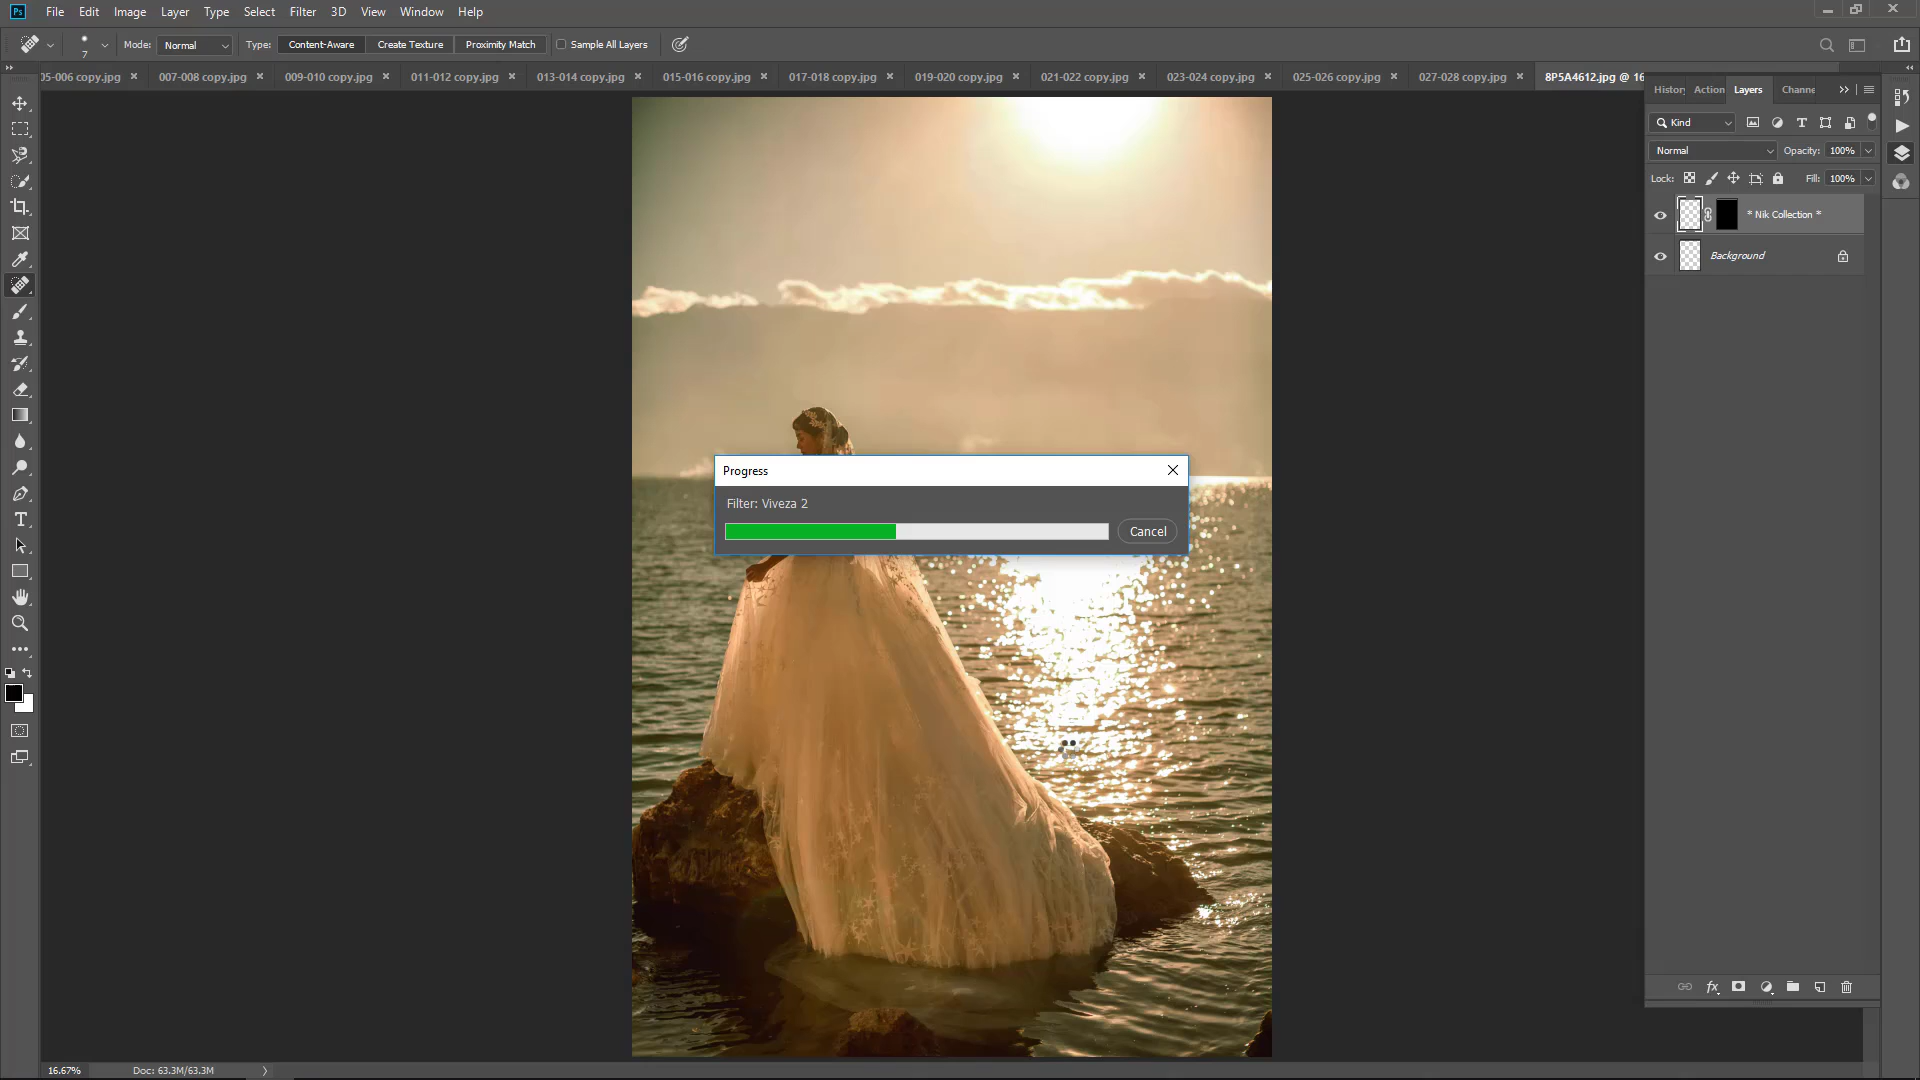 Ps File Edit Image Layer Type Select Filter 3D View Window Help
7 Mode: Normal Type: Content-Aware Create Texture Proximity Match Sample All Layers
05-006 copy.jpg 007-008 copy.jpg 009-010 copy.jpg 011-012 copy.jpg 013-014 copy.jpg 015-016 copy.jpg 017-018 copy.jpg 019-020 copy.jpg 021-022 copy.jpg 023-024 copy.jpg 025-026 copy.jpg 027-028 copy.jpg 8P5A4612.jpg @ 16
History Action Layers Channe
Kind
Normal Opacity: 100%
Lock: Fill: 100%
* Nik Collection *
Background
Progress
Filter: Viveza 2
Cancel
fx
16.67% Doc: 63.3M/63.3M